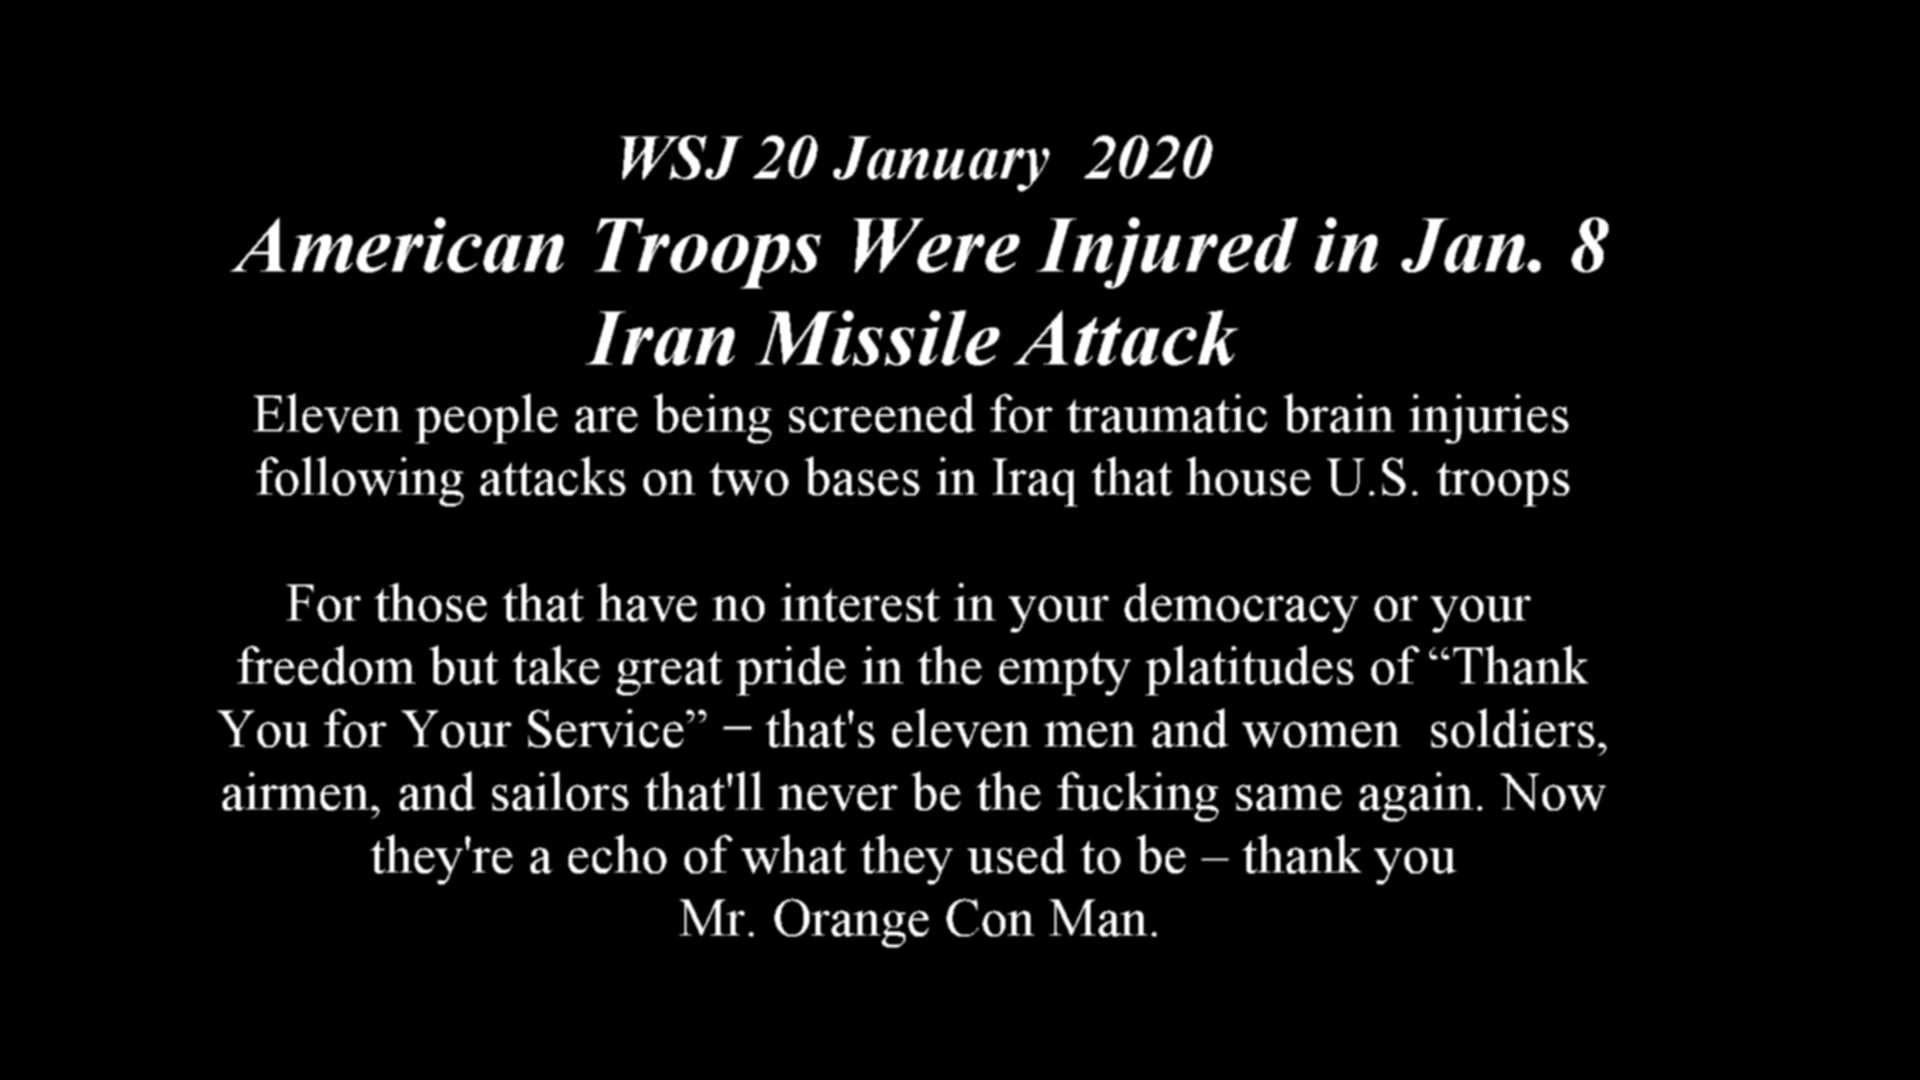 WSJ 20 January  2020
American Troops Were Injured in Jan. 8
Iran Missile Attack
Eleven people are being screened for traumatic brain injuries
following attacks on two bases in Iraq that house U.S. troops
For those that have no interest in your democracy or your
freedom but take great pride in the empty platitudes of “Thank
You for Your Service” – that's eleven men and women  soldiers,
airmen, and sailors that'll never be the fucking same again. Now
they're a echo of what they used to be – thank you
Mr. Orange Con Man.